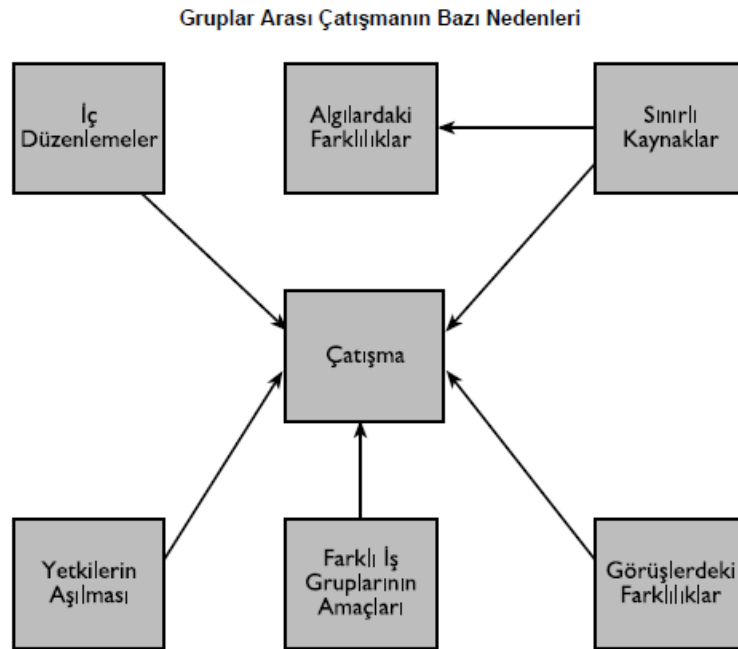 Gruplar Arası Çatışmanın Bazı Nedenleri
İç
Düzenlemeler
Algılardaki
Farklılıklar
Sınırlı
Kaynaklar
Çatışma
Yetkilerin
Aşılması
Farklı İş
Gruplarının
Amaçları
Görüşlerdeki
Farklılıklar